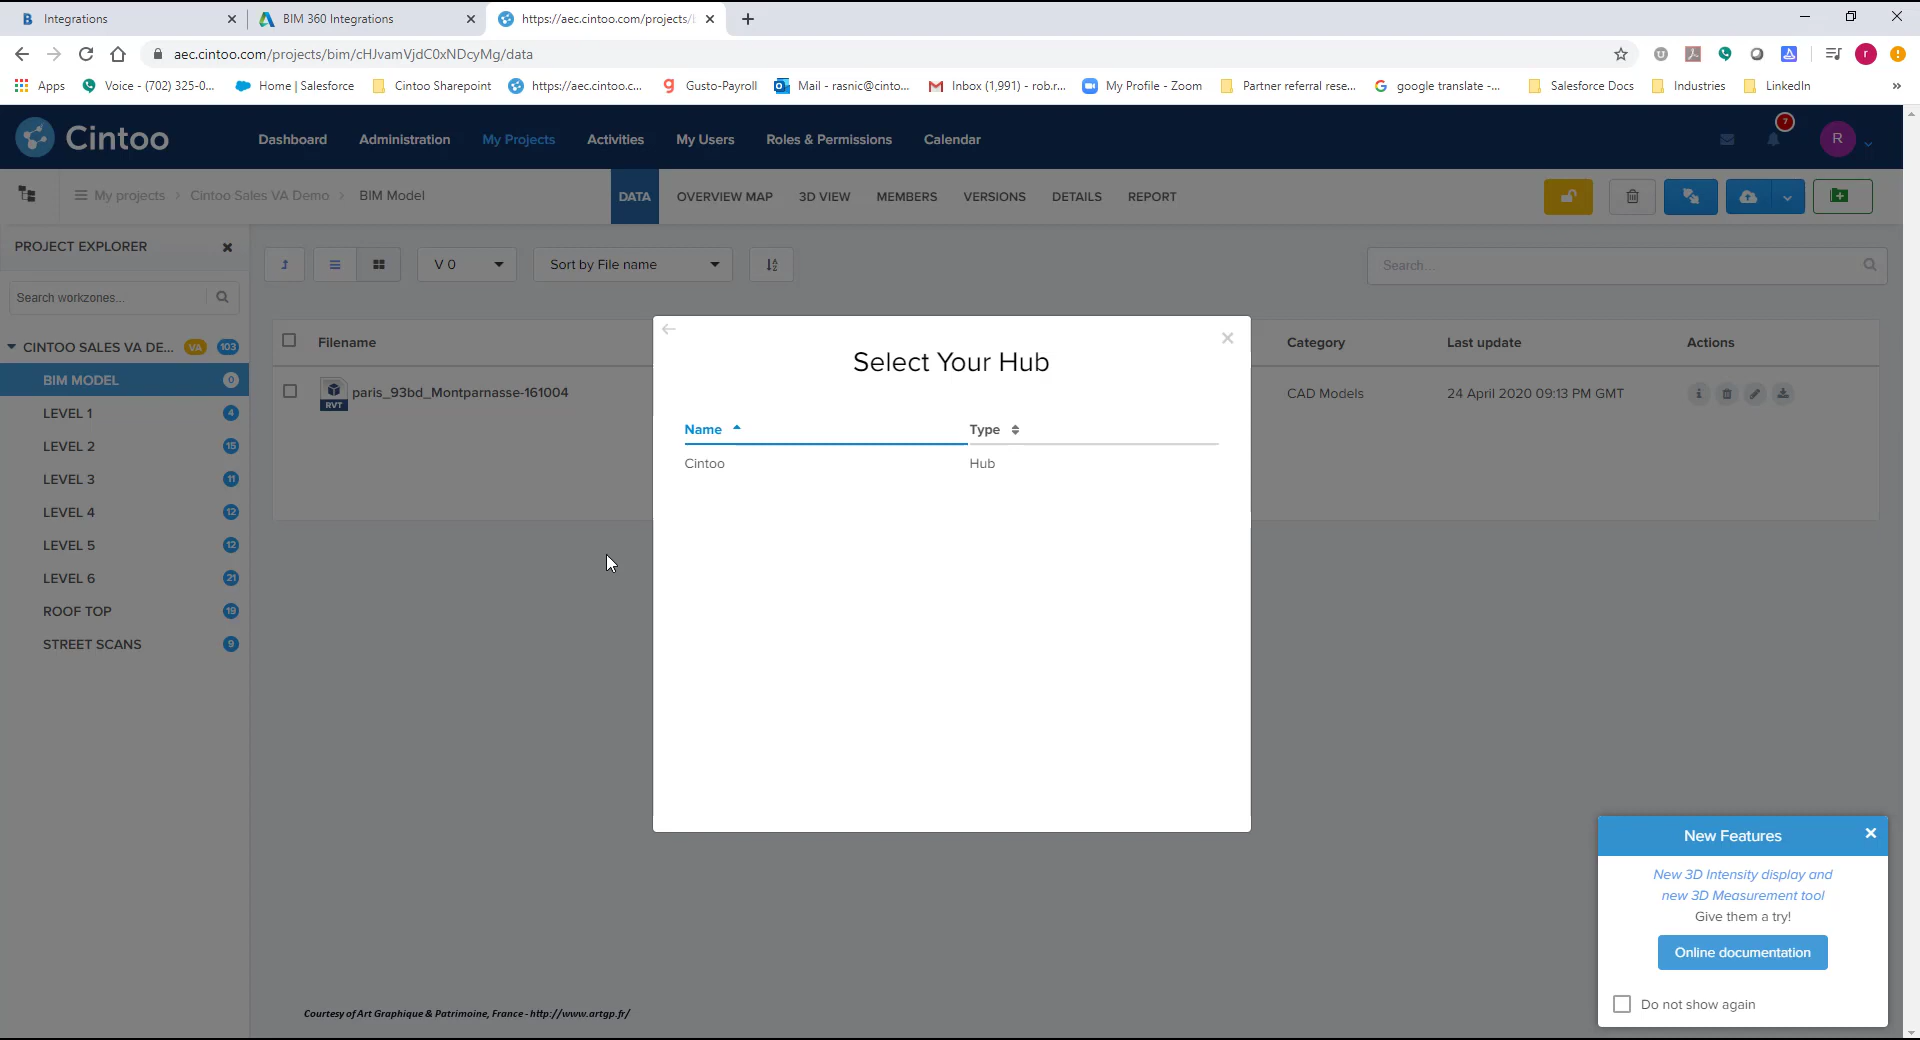 Integrations
BIM 360 Integrations
https://aec.cintoo.com/projects/b
aec.cintoo.com/projects/bim/cHJvamVjdC0xNDcyMg/data
Apps
Voice - (702) 325-0...
Home | Salesforce
Cintoo Sharepoint
https://aec.cintoo.c...
Gusto-Payroll
Mail - rasnic@cinto...
Inbox (1,991) - rob.r...
My Profile - Zoom
Partner referral rese...
google translate -...
Salesforce Docs
Industries
LinkedIn
Cintoo
Dashboard
Administration
My Projects
Activities
My Users
Roles & Permissions
Calendar
7
R
My projects > Cintoo Sales VA Demo > BIM Model
DATA
OVERVIEW MAP
3D VIEW
MEMBERS
VERSIONS
DETAILS
REPORT
PROJECT EXPLORER
V 0
Sort by File name
Search...
Search workzones...
CINTOO SALES VA DE... VA 103
BIM MODEL 0
LEVEL 1 4
LEVEL 2 15
LEVEL 3 11
LEVEL 4 12
LEVEL 5 12
LEVEL 6 21
ROOF TOP 19
STREET SCANS 9
Filename
Category
Last update
Actions
RVT
paris_93bd_Montparnasse-161004
CAD Models
24 April 2020 09:13 PM GMT
Select Your Hub
Name
Type
Cintoo
Hub
New Features
New 3D Intensity display and
new 3D Measurement tool
Give them a try!
Online documentation
Do not show again
Courtesy of Art Graphique & Patrimoine, France - http://www.artgp.fr/